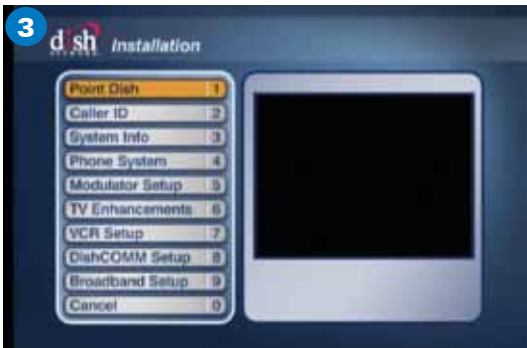 3
dish Installation
NETWORK
Point Dish 1
Caller ID 2
System Info 3
Phone System 4
Modulator Setup 5
TV Enhancements 6
VCR Setup 7
DishCOMM Setup 8
Broadband Setup 9
Cancel 0